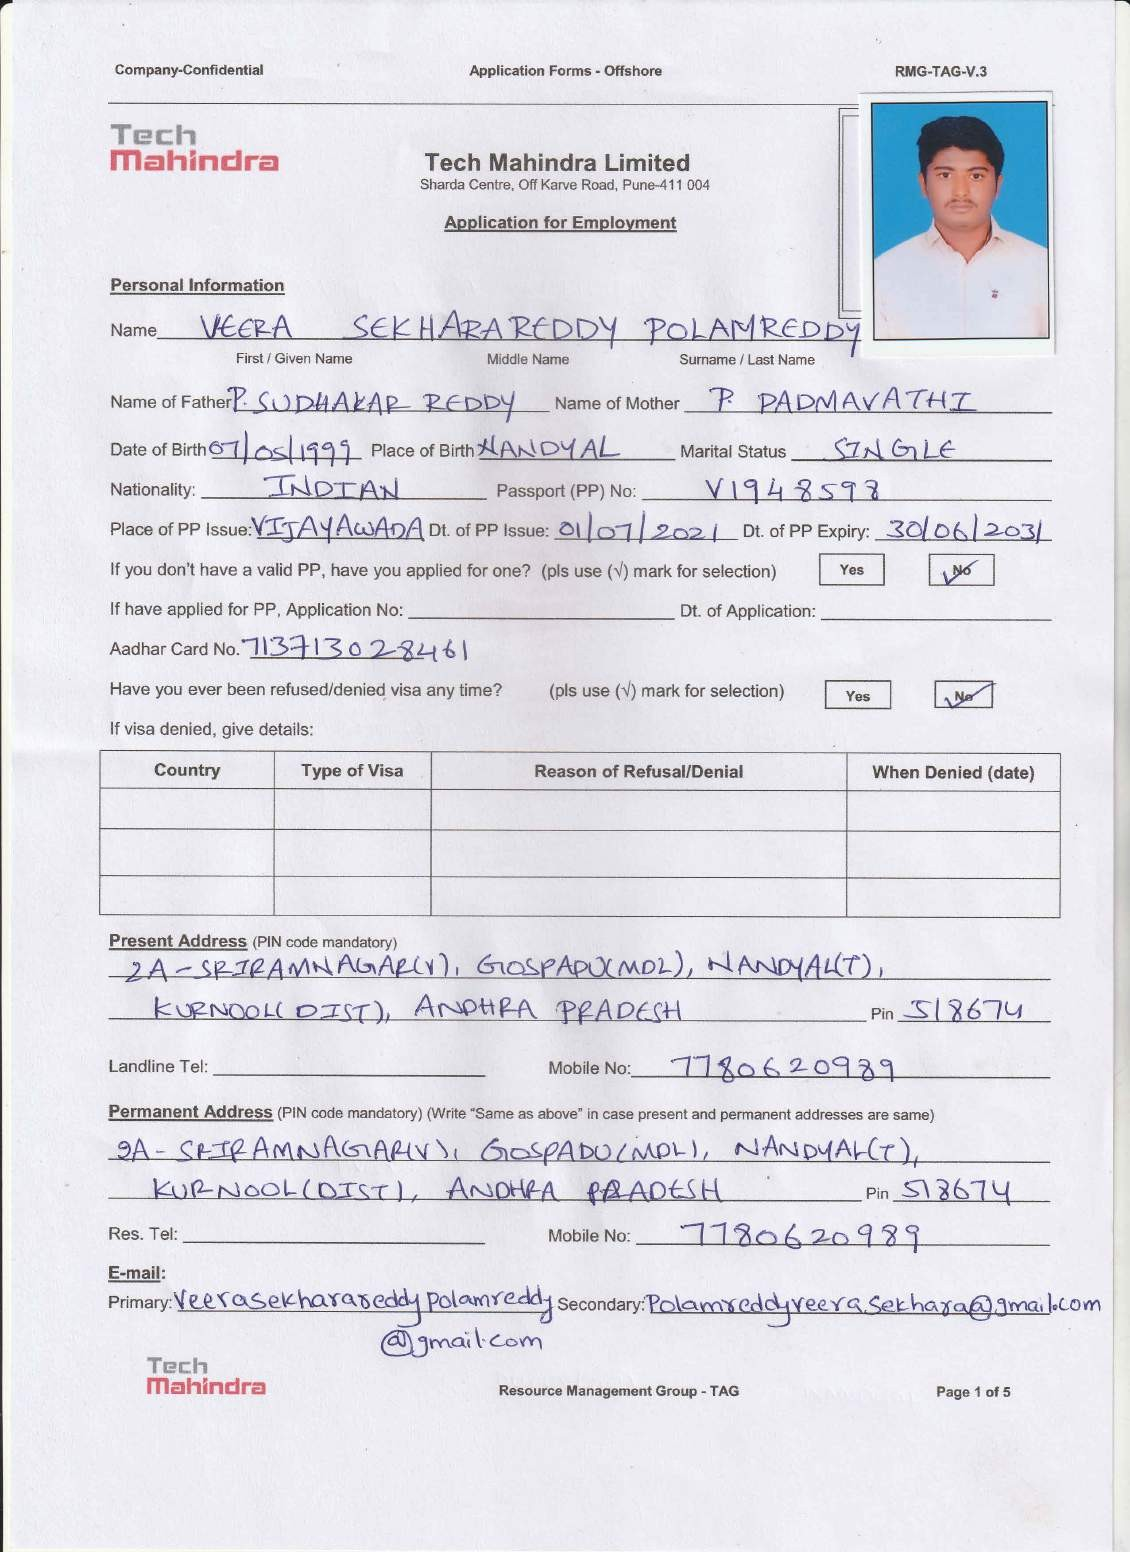 Company-Confidential Application Forms - Offshore RMG-TAG-V.3
Tech
Mahindra
Tech Mahindra Limited
Sharda Centre, Off Karve Road, Pune-411 004
Application for Employment
Personal Information
Name VEERA SEKHARAREDDY POLAMREDDY
First / Given Name Middle Name Surname / Last Name
Name of Father P. SUDHAKAR REDDY Name of Mother P. PADMAVATHI
Date of Birth 07/05/1999 Place of Birth NANDYAL Marital Status SINGLE
Nationality: INDIAN Passport (PP) No: V1948598
Place of PP Issue: VIJAYAWADA Dt. of PP Issue: 01/07/2021 Dt. of PP Expiry: 30/06/2031
If you don't have a valid PP, have you applied for one? (pls use (√) mark for selection) Yes No
If have applied for PP, Application No: Dt. of Application:
Aadhar Card No. 713713028461
Have you ever been refused/denied visa any time? (pls use (√) mark for selection) Yes No
If visa denied, give details:
Country Type of Visa Reason of Refusal/Denial When Denied (date)
Present Address (PIN code mandatory)
2A-SRIRAMNAGAR(V), GOSPADU(MDL), NANDYAL(T),
KURNOOL(DIST), ANDHRA PRADESH Pin 518674
Landline Tel: Mobile No: 7780620989
Permanent Address (PIN code mandatory) (Write "Same as above" in case present and permanent addresses are same)
2A-SRIRAMNAGAR(V), GOSPADU(MDL), NANDYAL(T),
KURNOOL(DIST), ANDHRA PRADESH Pin 518674
Res. Tel: Mobile No: 7780620989
E-mail:
Primary: Veerasekharareddypolamreddy Secondary: Polamreddyveera.sekhara@gmail.com
@gmail.com
Tech
Mahindra
Resource Management Group - TAG Page 1 of 5